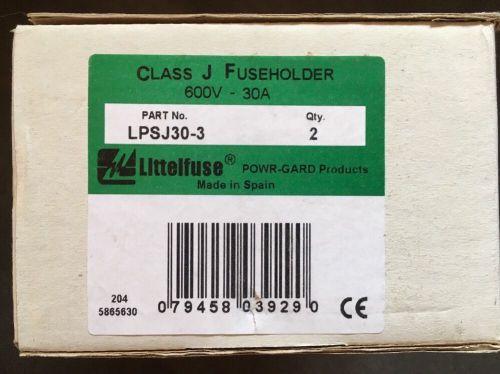 CLASS J FUSEHOLDER
600V - 30A
PART No. Qty.
LPSJ30-3 2
Littelfuse® POWR-GARD Products
Made in Spain
204
5865630
0 79458 03929 0
CE